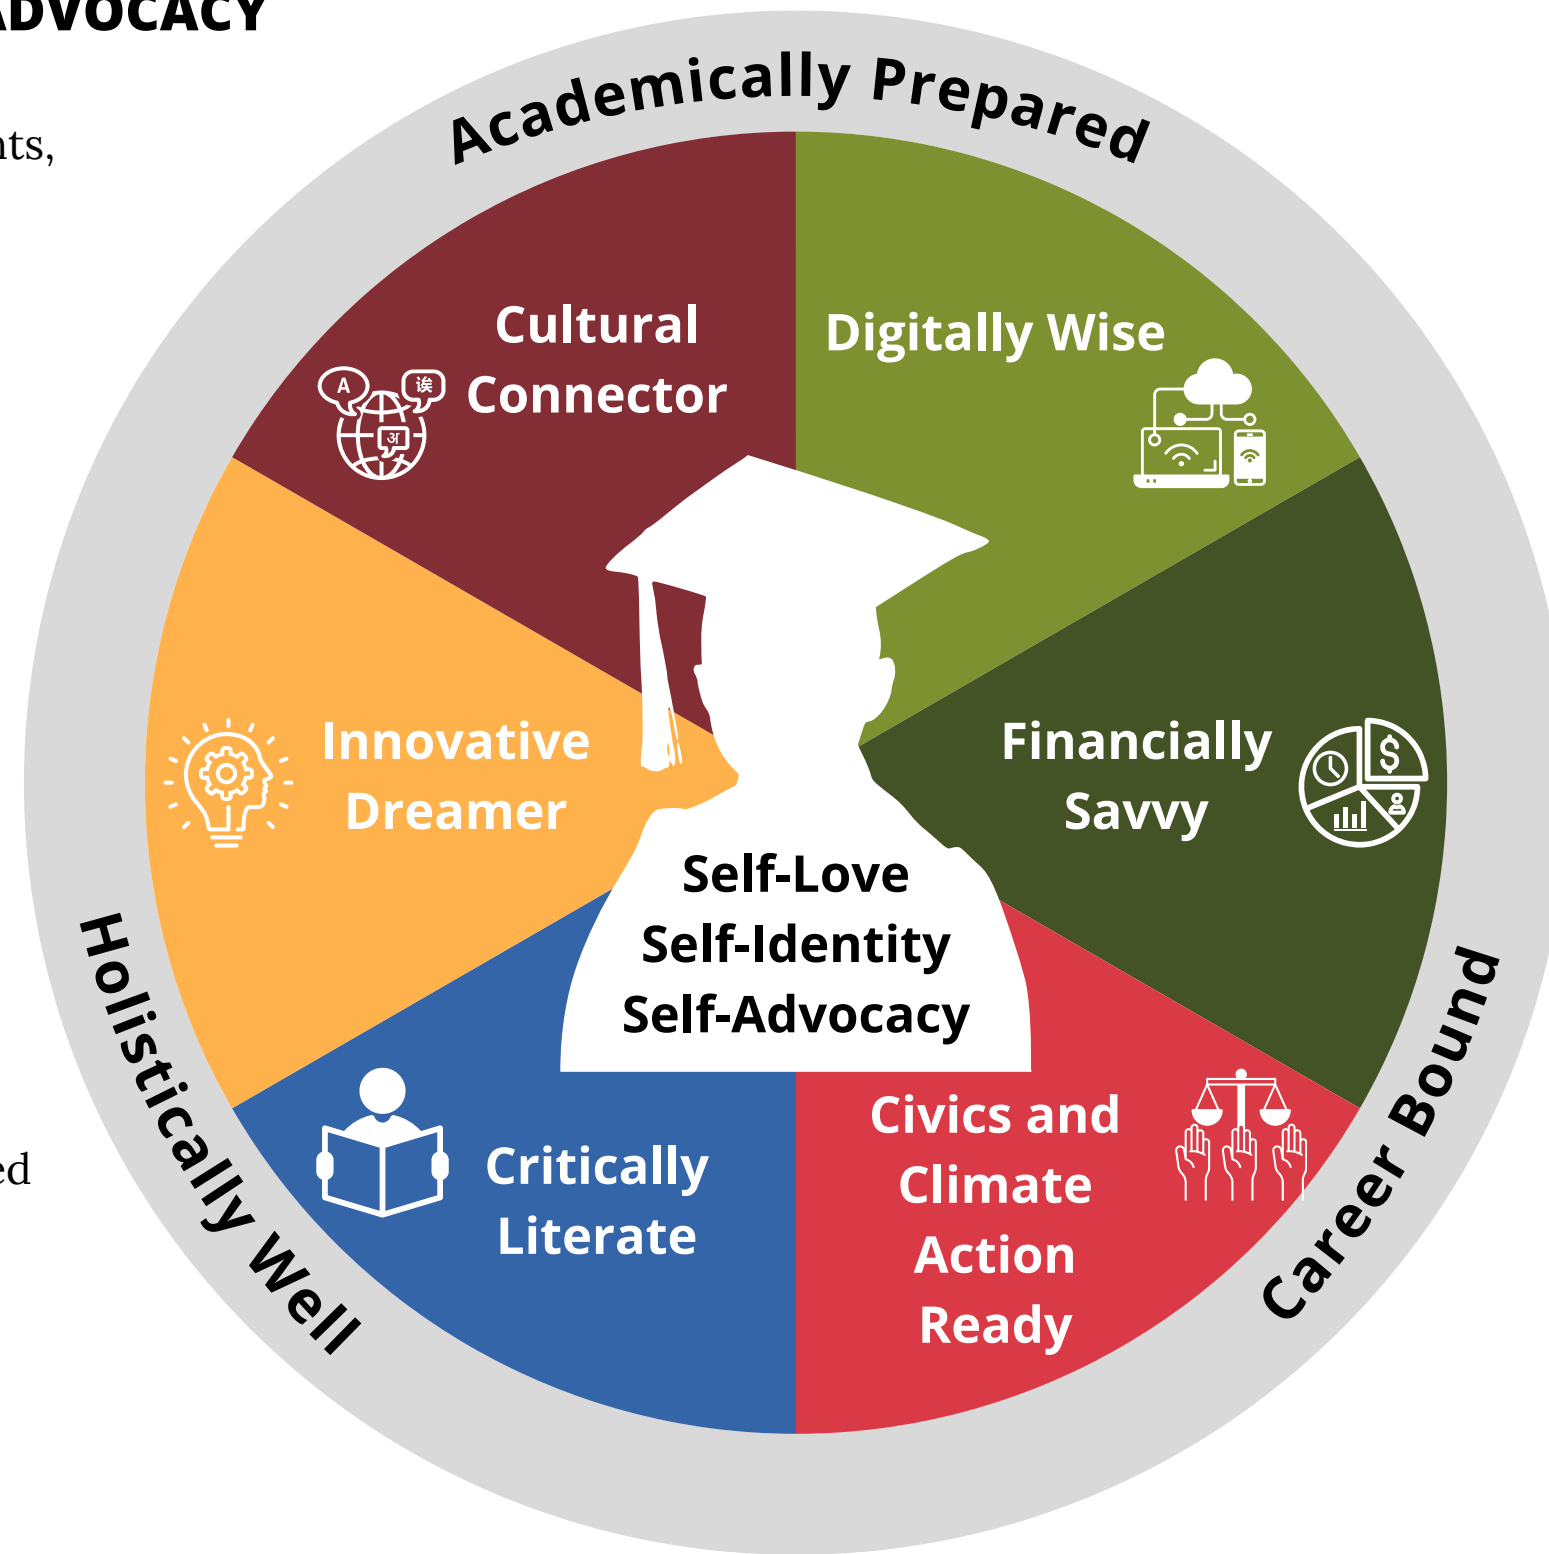 ADVOCACY
nts,
ed
Academically Prepared
Cultural
Connector
A
诶
अ
Digitally Wise
Innovative
Dreamer
Financially
Savvy
$
Self-Love
Self-Identity
Self-Advocacy
Critically
Literate
Civics and
Climate
Action
Ready
Holistically Well
Career Bound